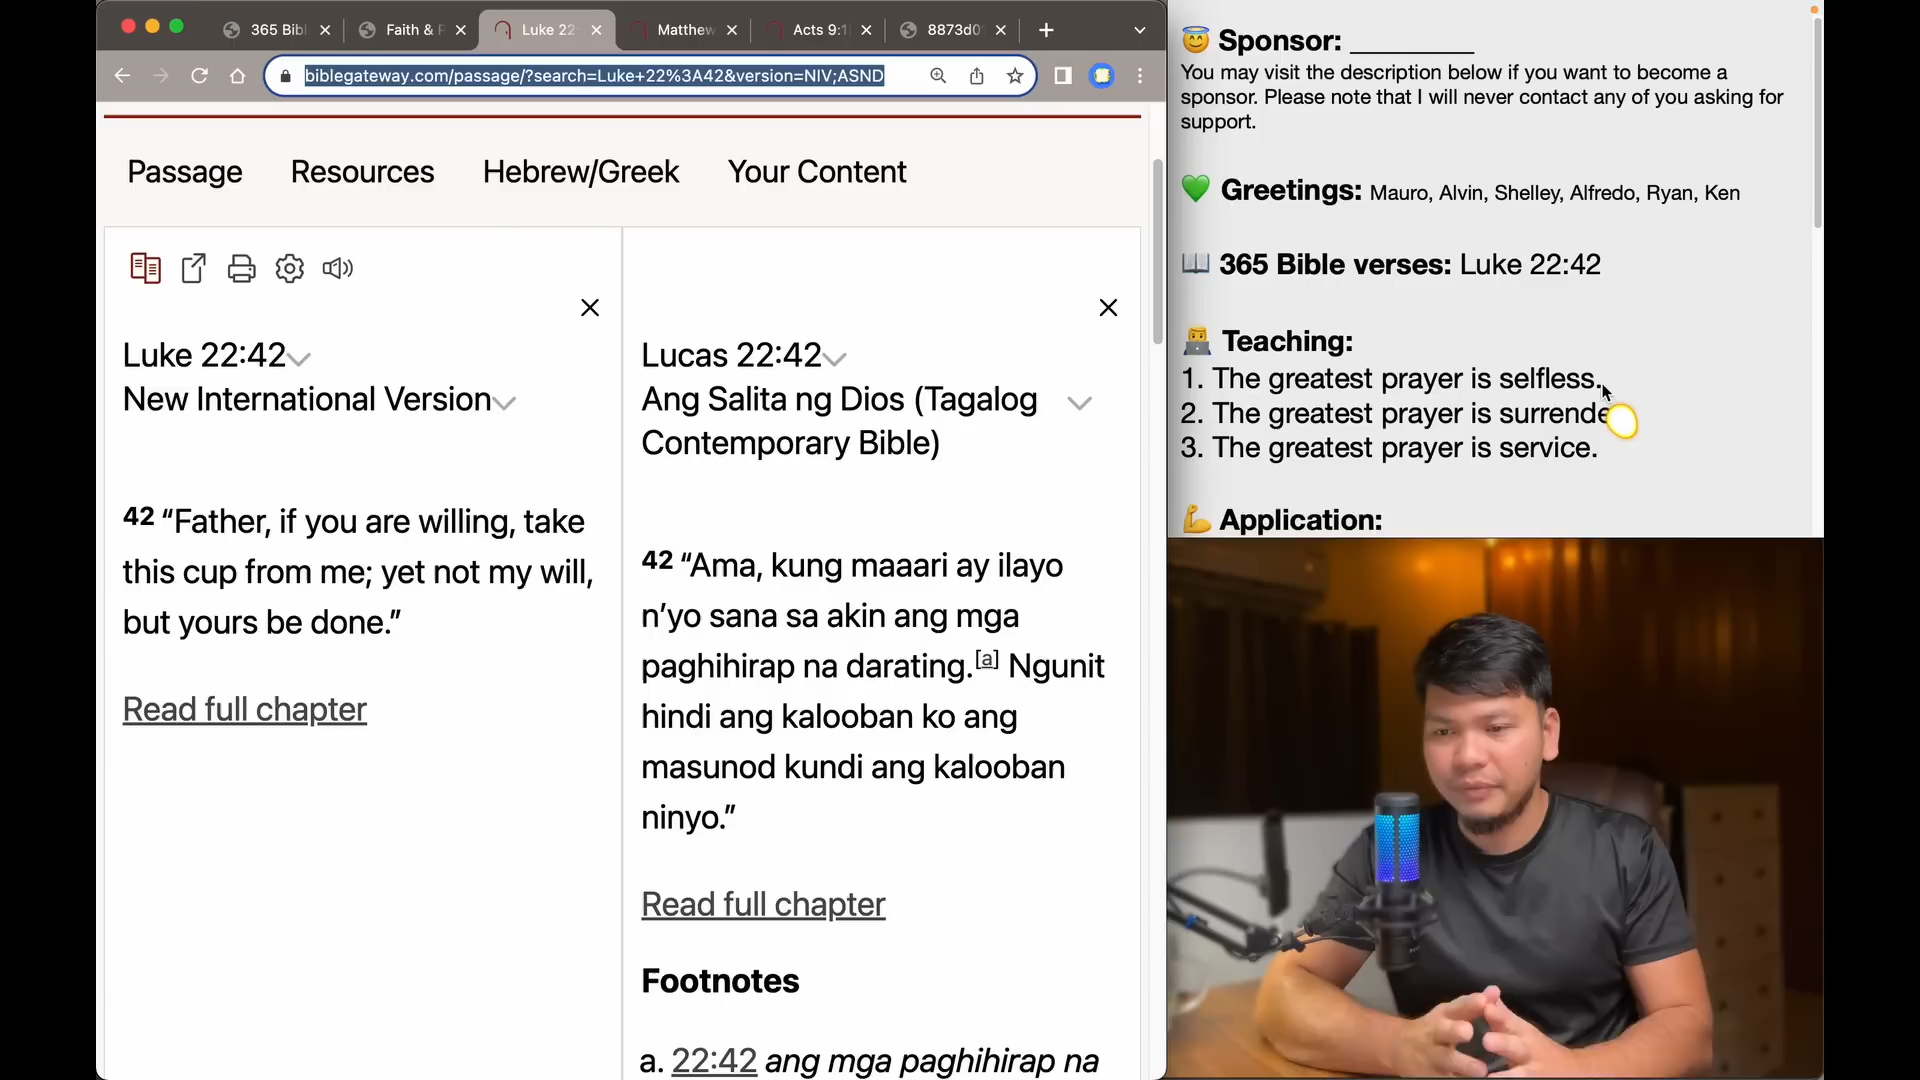 365 Bibl
Faith &
Luke 22:
Matthew
Acts 9:1
8873d0
biblegateway.com/passage/?search=Luke+22%3A42&version=NIV;ASND
Passage
Resources
Hebrew/Greek
Your Content
Luke 22:42
New International Version
42 “Father, if you are willing, take
this cup from me; yet not my will,
but yours be done.”
Read full chapter
Lucas 22:42
Ang Salita ng Dios (Tagalog
Contemporary Bible)
42 “Ama, kung maaari ay ilayo
n’yo sana sa akin ang mga
paghihirap na darating.[a] Ngunit
hindi ang kalooban ko ang
masunod kundi ang kalooban
ninyo.”
Read full chapter
Footnotes
a. 22:42 ang mga paghihirap na
😇 Sponsor: __________
You may visit the description below if you want to become a
sponsor. Please note that I will never contact any of you asking for
support.
💚 Greetings: Mauro, Alvin, Shelley, Alfredo, Ryan, Ken
📖 365 Bible verses: Luke 22:42
👨‍💻 Teaching:
1. The greatest prayer is selfless.
2. The greatest prayer is surrende
3. The greatest prayer is service.
💪 Application: